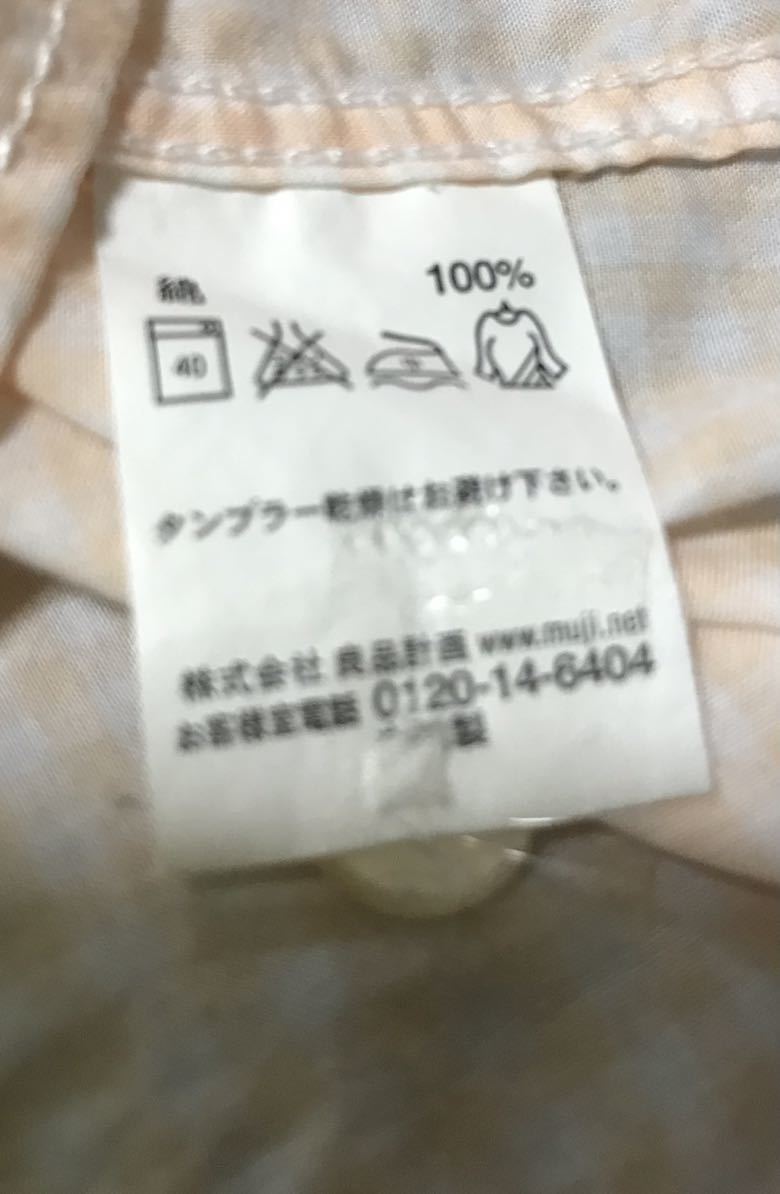 綿 100%
40
タンブラー乾燥はお避け下さい。
株式会社 良品計画 www.muji.net
お客様室電話 0120-14-6404
製